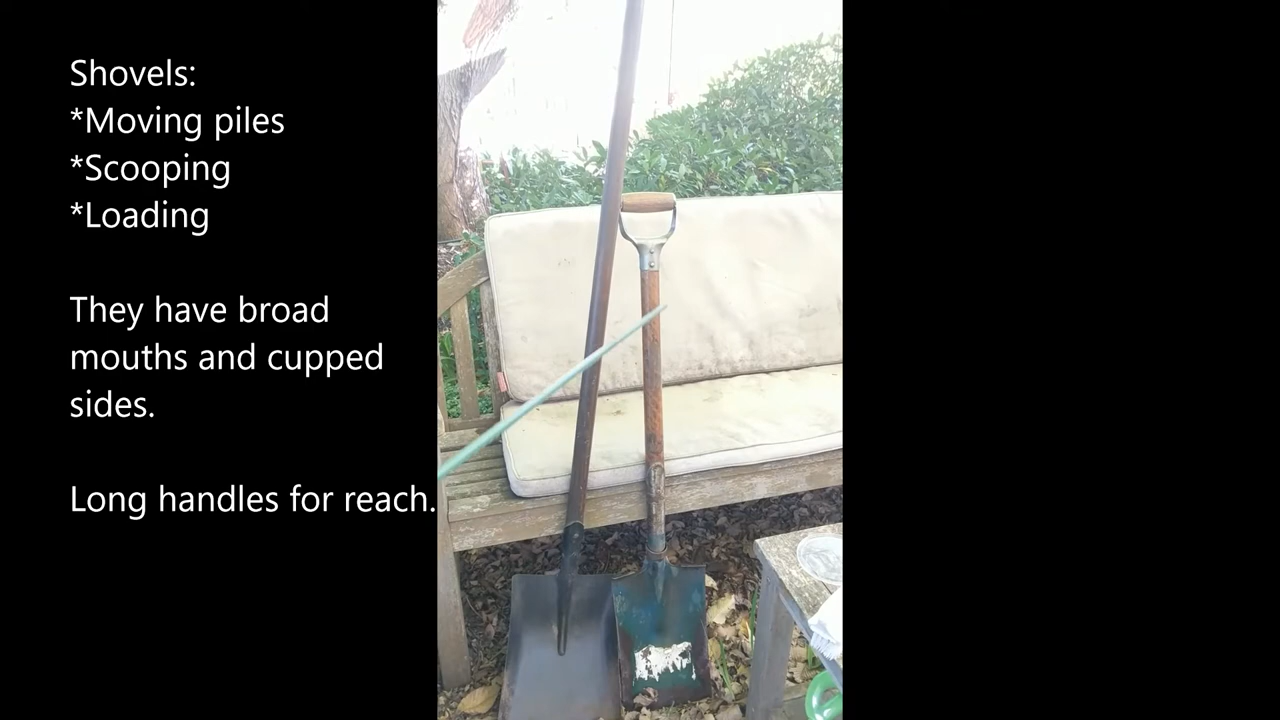 Shovels:
*Moving piles
*Scooping
*Loading
They have broad
mouths and cupped
sides.
Long handles for reach.